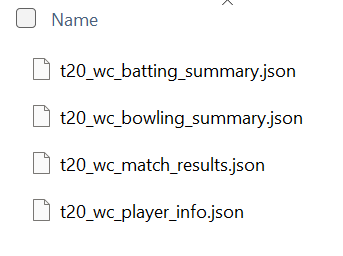 Name
t20_wc_batting_summary.json
t20_wc_bowling_summary.json
t20_wc_match_results.json
t20_wc_player_info.json